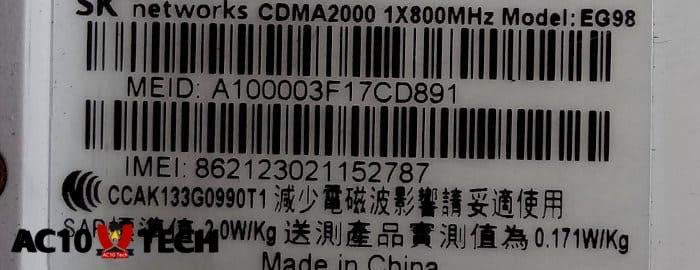 SK networks CDMA2000 1X800MHz Model: EG98
MEID: A100003F17CD891
IMEI: 862123021152787
CCAK133G0990T1 減少電磁波影響請妥適使用
SAR標準值 2.0W/Kg 送測產品實測值為 0.171W/Kg
AC10 TECH
AC10 Tech
Made in China